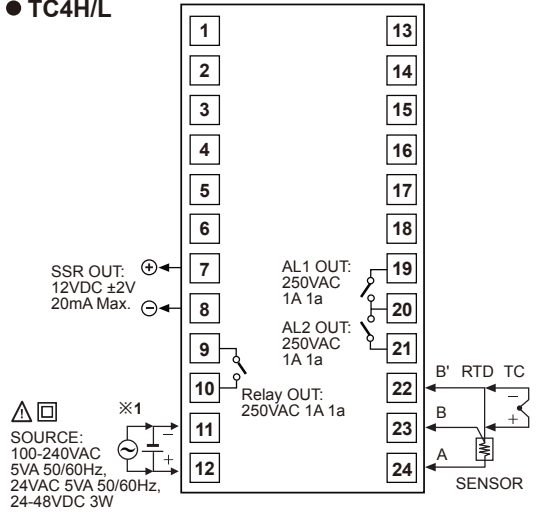 ● TC4H/L
1
2
3
4
5
6
7
8
9
10
11
12
13
14
15
16
17
18
19
20
21
22
23
24
SSR OUT:
12VDC ±2V
20mA Max.
⊕
⊖
Relay OUT:
250VAC 1A 1a
※1
SOURCE:
100-240VAC
5VA 50/60Hz,
24VAC 5VA 50/60Hz,
24-48VDC 3W
−
+
AL1 OUT:
250VAC
1A 1a
AL2 OUT:
250VAC
1A 1a
B' RTD TC
−
+
B
A
SENSOR